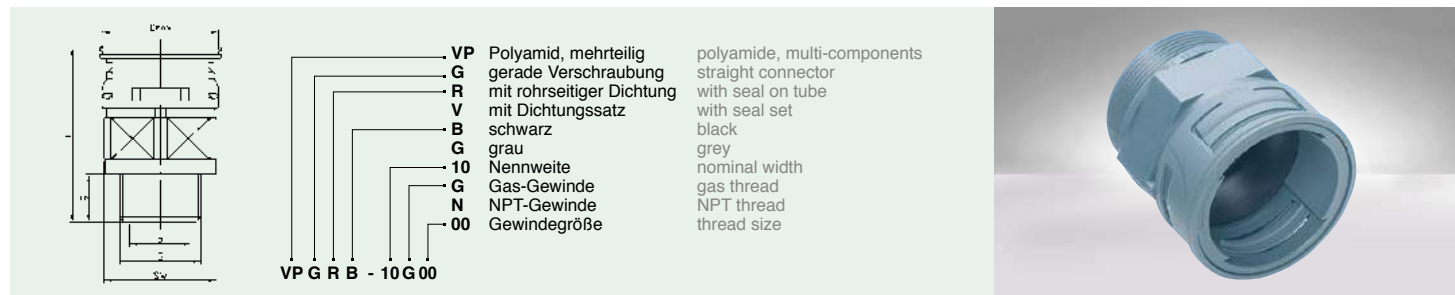 VP Polyamid, mehrteilig polyamide, multi-components
G gerade Verschraubung straight connector
R mit rohrseitiger Dichtung with seal on tube
V mit Dichtungssatz with seal set
B schwarz black
G grau grey
10 Nennweite nominal width
G Gas-Gewinde gas thread
N NPT-Gewinde NPT thread
00 Gewindegröße thread size
VP G R B - 10 G 00